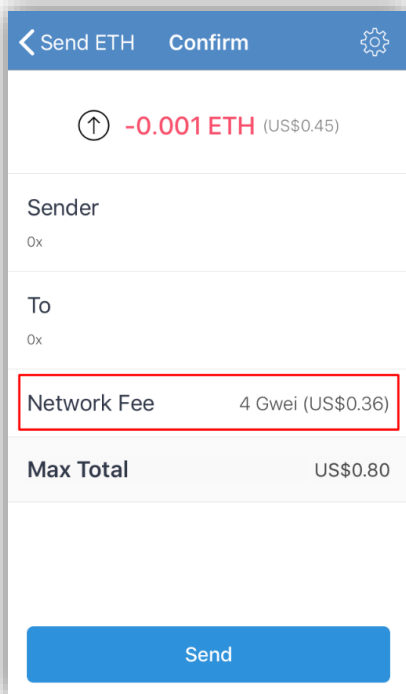 Send ETH Confirm
-0.001 ETH (US$0.45)
Sender
0x
To
0x
Network Fee 4 Gwei (US$0.36)
Max Total US$0.80
Send